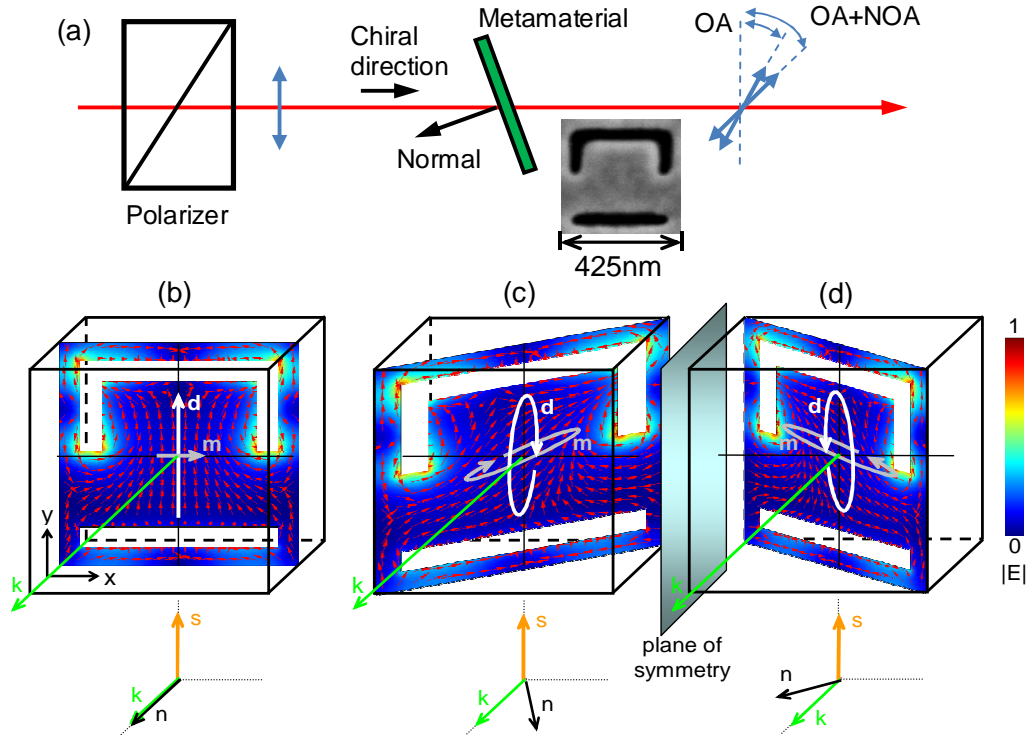 (a)
Polarizer
Chiral
direction
Normal
Metamaterial
425nm
OA
OA+NOA
(b)
d
m
y
x
k
s
k
n
(c)
d
m
k
s
k
n
plane of
symmetry
(d)
d
m
k
s
n
k
1
0
|E|